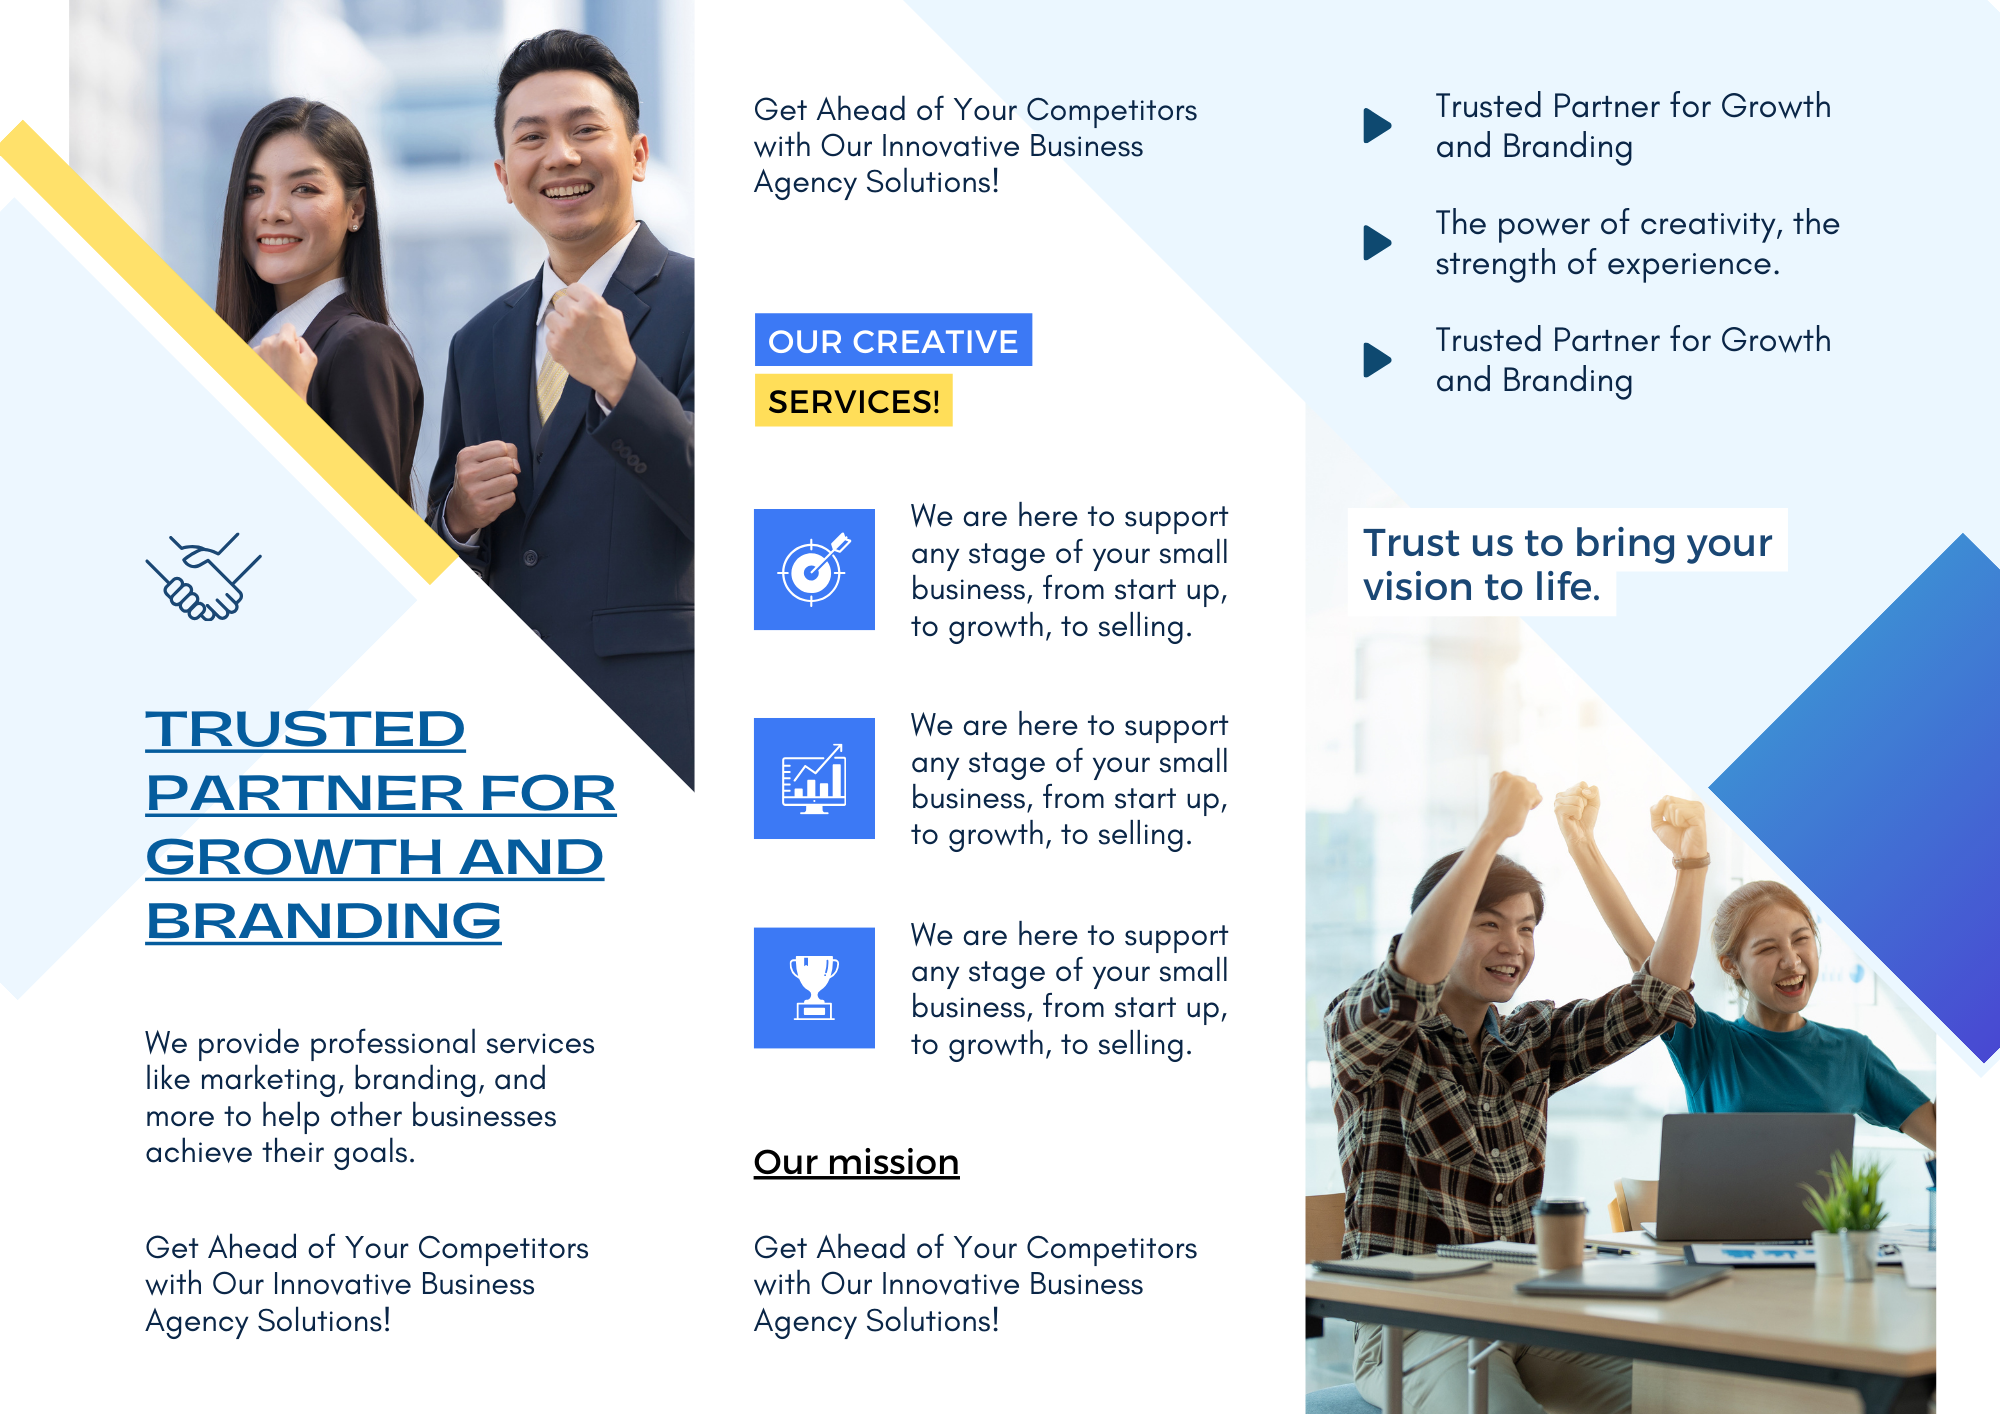 TRUSTED
PARTNER FOR
GROWTH AND
BRANDING
We provide professional services
like marketing, branding, and
more to help other businesses
achieve their goals.
Get Ahead of Your Competitors
with Our Innovative Business
Agency Solutions!
Get Ahead of Your Competitors
with Our Innovative Business
Agency Solutions!
OUR CREATIVE
SERVICES!
We are here to support
any stage of your small
business, from start up,
to growth, to selling.
We are here to support
any stage of your small
business, from start up,
to growth, to selling.
We are here to support
any stage of your small
business, from start up,
to growth, to selling.
Our mission
Get Ahead of Your Competitors
with Our Innovative Business
Agency Solutions!
Trusted Partner for Growth
and Branding
The power of creativity, the
strength of experience.
Trusted Partner for Growth
and Branding
Trust us to bring your
vision to life.